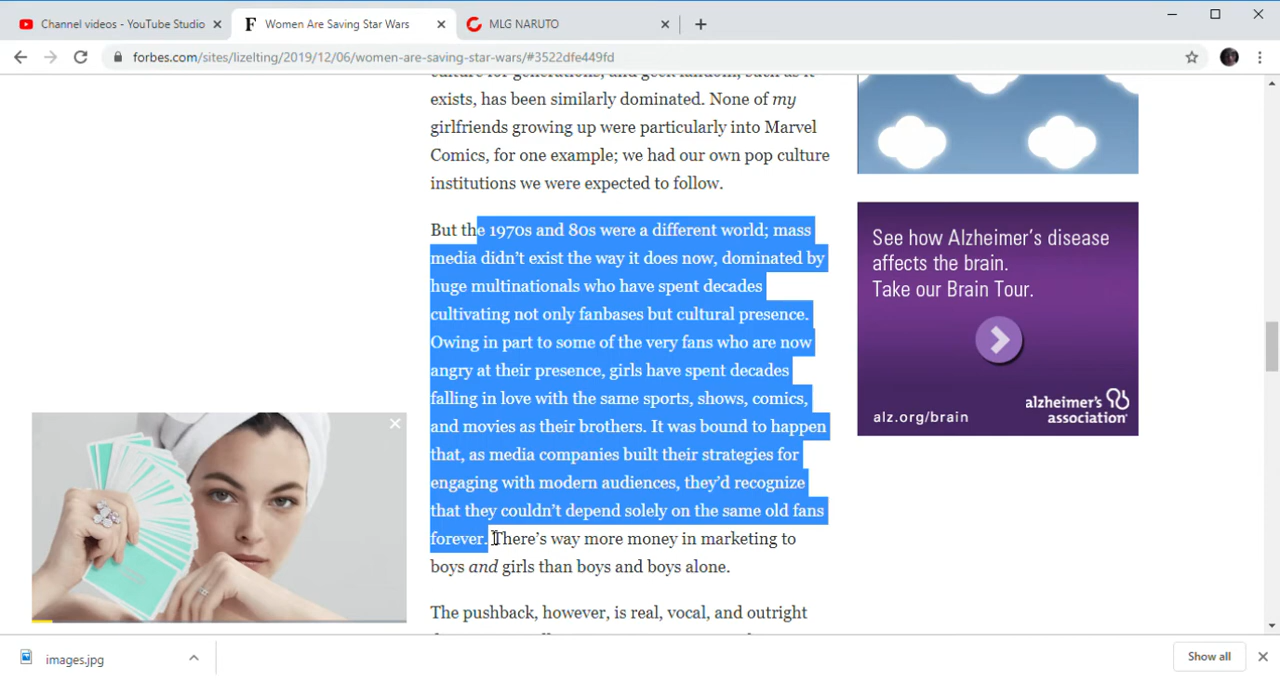 Channel videos - YouTube Studio
Women Are Saving Star Wars
MLG NARUTO
forbes.com/sites/lizelting/2019/12/06/women-are-saving-star-wars/#3522dfe449fd
exists, has been similarly dominated. None of my
girlfriends growing up were particularly into Marvel
Comics, for one example; we had our own pop culture
institutions we were expected to follow.
But the 1970s and 80s were a different world; mass
media didn't exist the way it does now, dominated by
huge multinationals who have spent decades
cultivating not only fanbases but cultural presence.
Owing in part to some of the very fans who are now
angry at their presence, girls have spent decades
falling in love with the same sports, shows, comics,
and movies as their brothers. It was bound to happen
that, as media companies built their strategies for
engaging with modern audiences, they'd recognize
that they couldn't depend solely on the same old fans
forever. There's way more money in marketing to
boys and girls than boys and boys alone.
The pushback, however, is real, vocal, and outright
See how Alzheimer's disease
affects the brain.
Take our Brain Tour.
alz.org/brain
alzheimer's
association
images.jpg
Show all